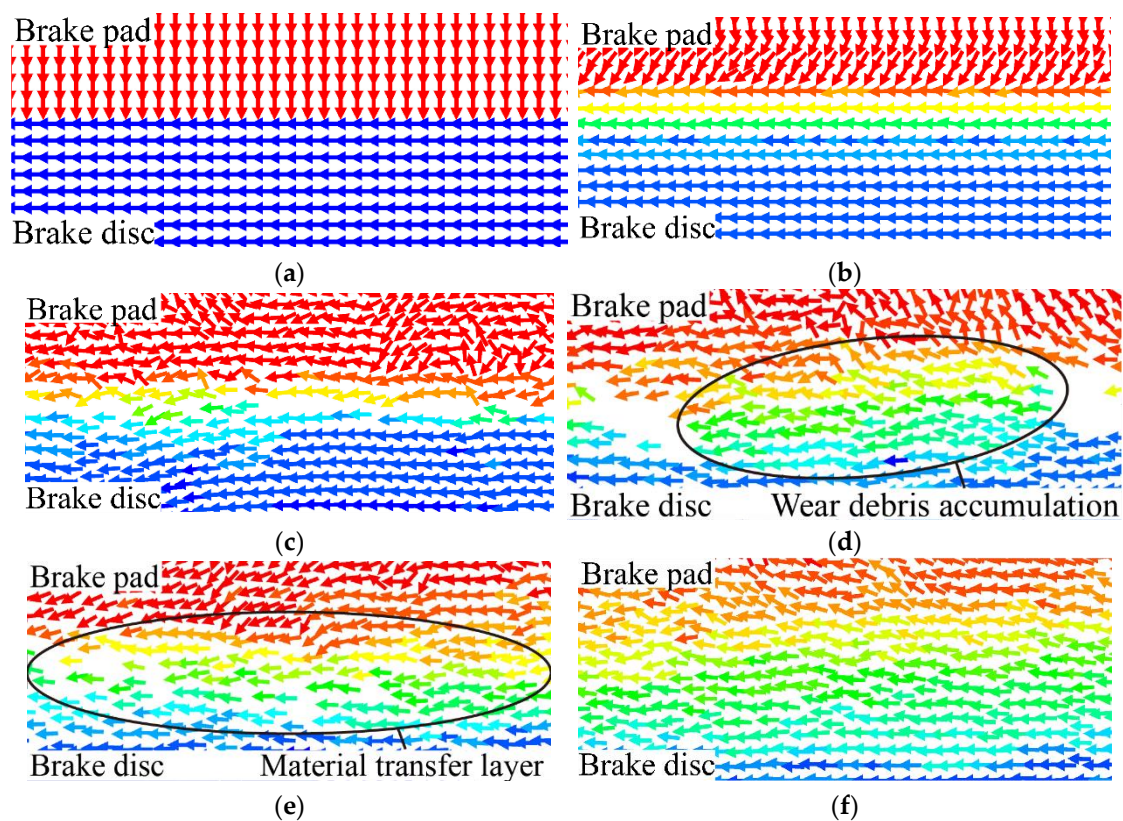 Brake pad
Brake disc
(a)
Brake pad
Brake disc
(b)
Brake pad
Brake disc
(c)
Brake pad
Brake disc
Wear debris accumulation
(d)
Brake pad
Brake disc
Material transfer layer
(e)
Brake pad
Brake disc
(f)